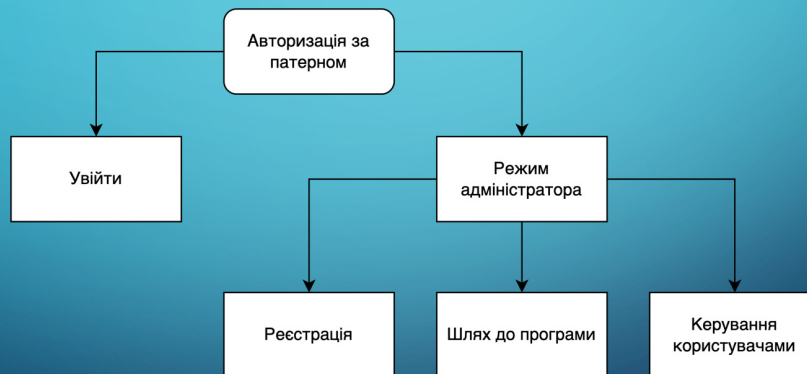 Авторизація за
патерном
Увійти
Режим
адміністратора
Реєстрація
Шлях до програми
Керування
користувачами